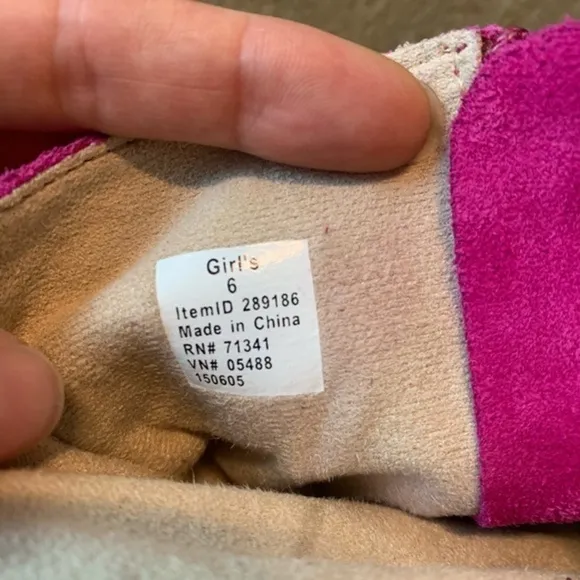 Girl's
6
ItemID 289186
Made in China
RN# 71341
VN# 05488
150605